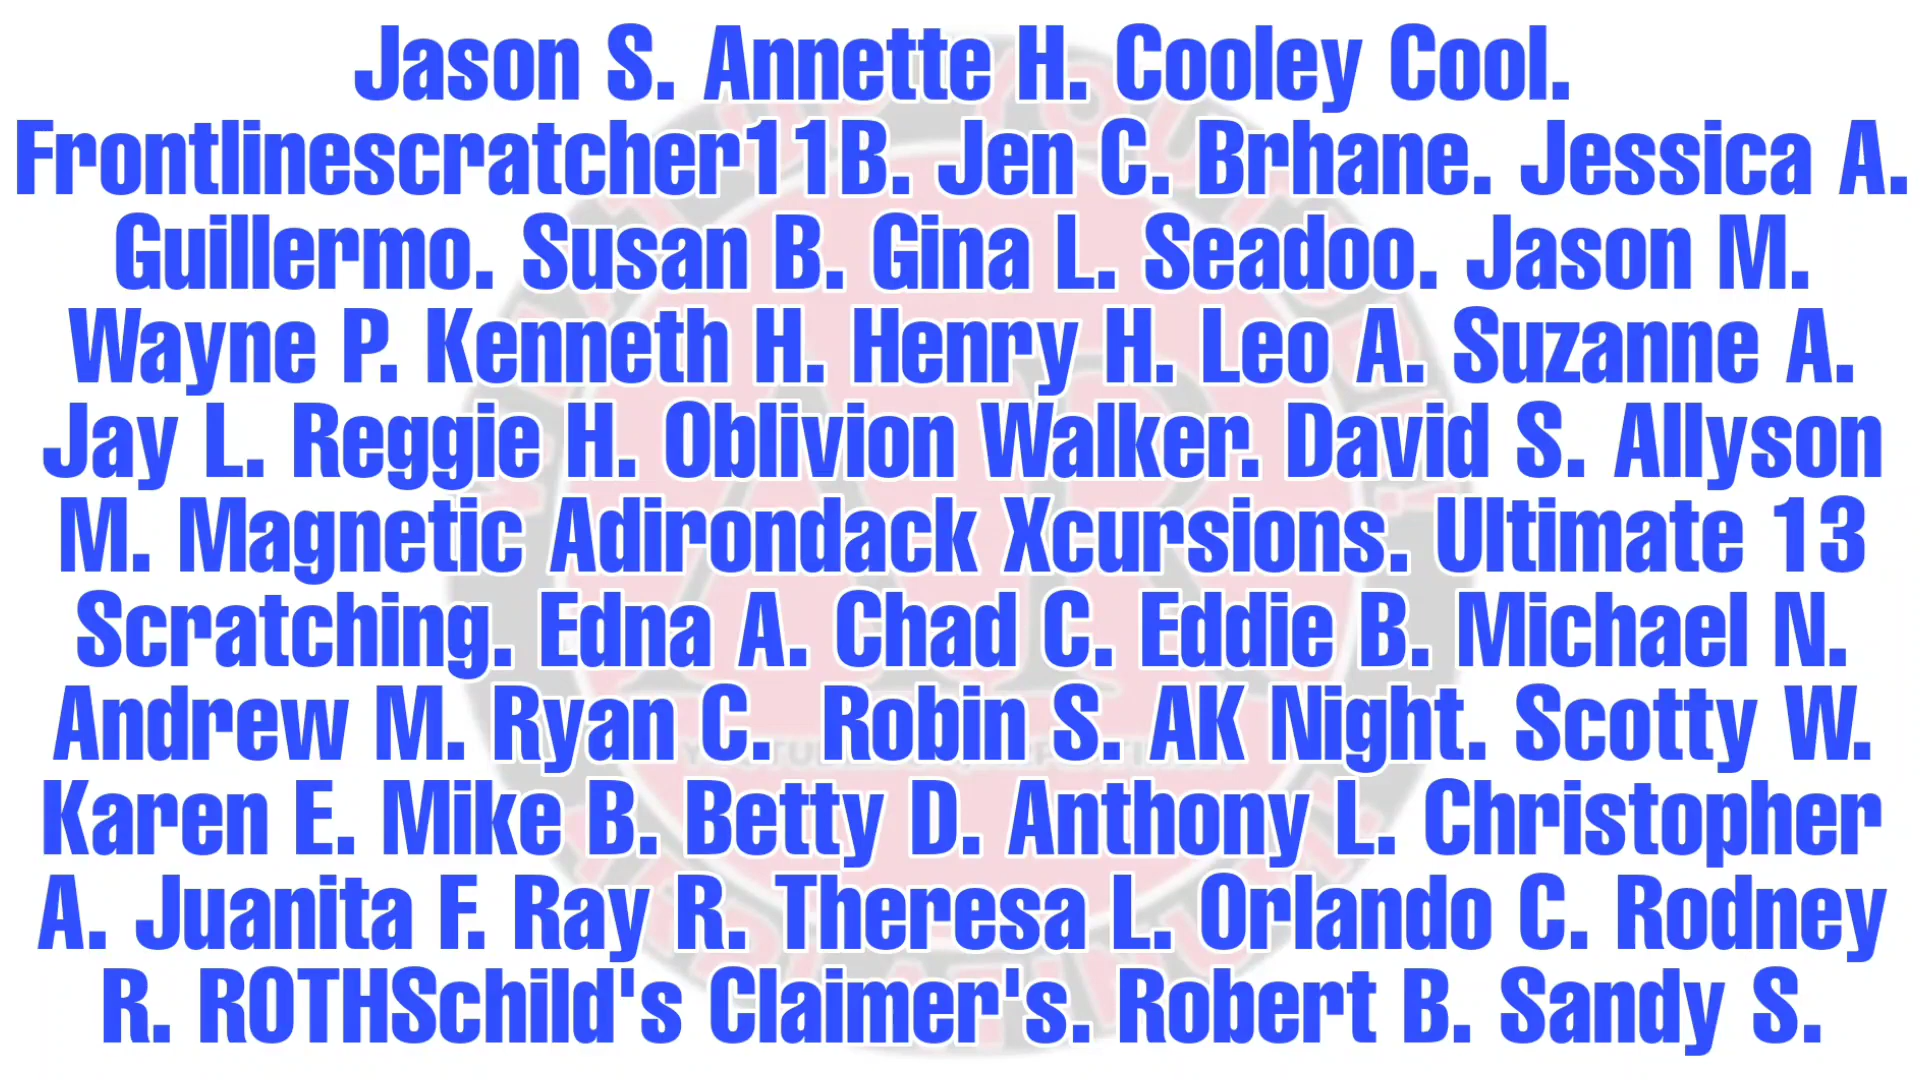 Jason S. Annette H. Cooley Cool.
Frontlinescratcher11B. Jen C. Brhane. Jessica A.
Guillermo. Susan B. Gina L. Seadoo. Jason M.
Wayne P. Kenneth H. Henry H. Leo A. Suzanne A.
Jay L. Reggie H. Oblivion Walker. David S. Allyson
M. Magnetic Adirondack Xcursions. Ultimate 13
Scratching. Edna A. Chad C. Eddie B. Michael N.
Andrew M. Ryan C.  Robin S. AK Night. Scotty W.
Karen E. Mike B. Betty D. Anthony L. Christopher
A. Juanita F. Ray R. Theresa L. Orlando C. Rodney
R. ROTHSchild's Claimer's. Robert B. Sandy S.